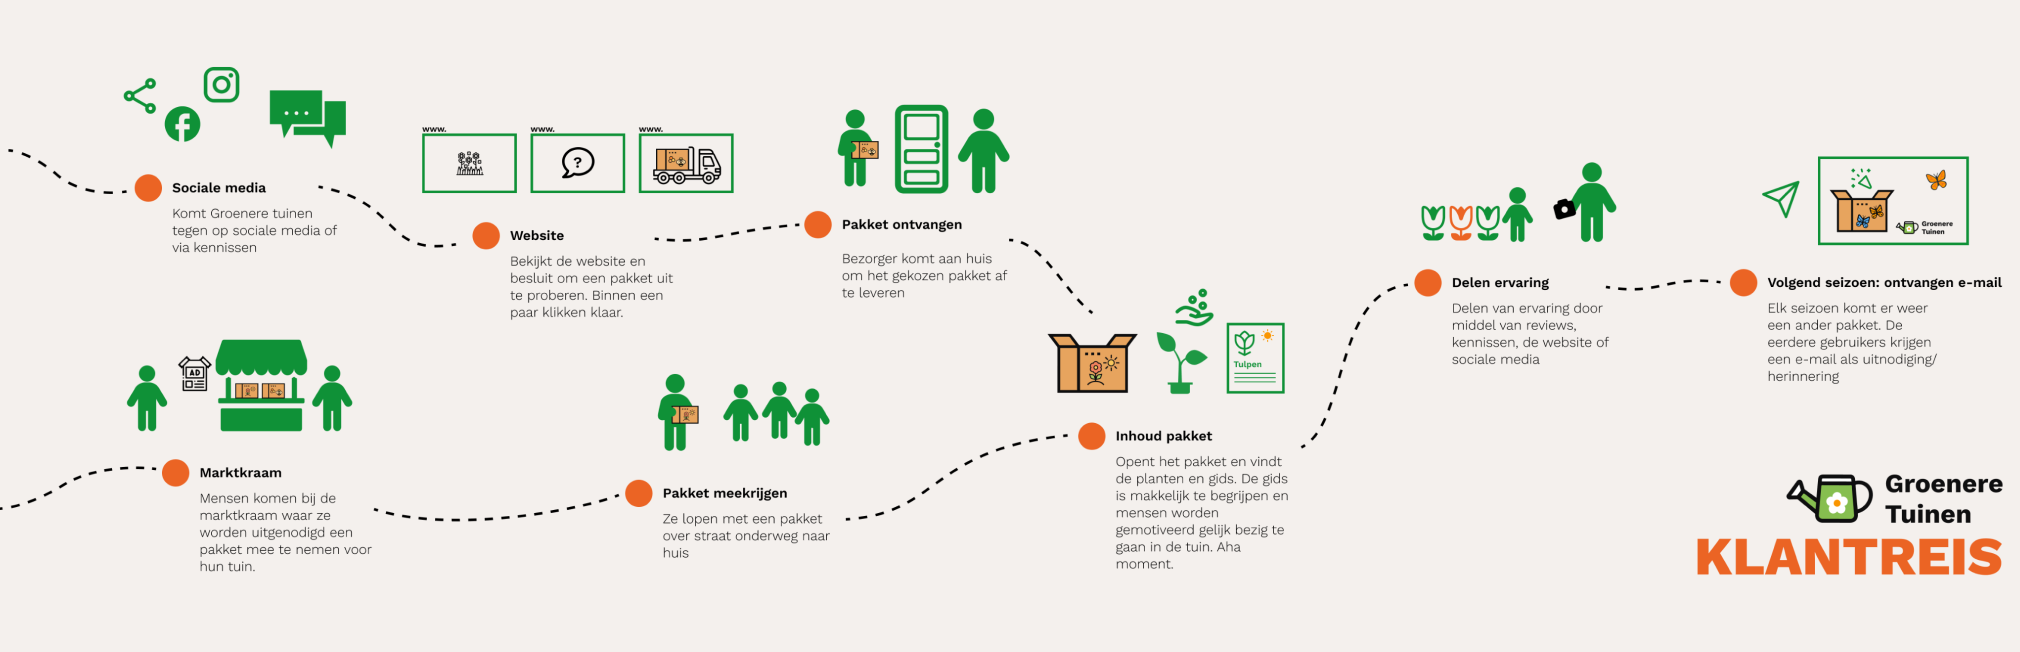 www.
www.
www.
Sociale media
Komt Groenere tuinen
tegen op sociale media of
via kennissen
Website
Bekijkt de website en
besluit om een pakket uit
te proberen. Binnen een
paar klikken klaar.
?
Pakket ontvangen
Bezorger komt aan huis
om het gekozen pakket af
te leveren
AD
Marktkraam
Mensen komen bij de
marktkraam waar ze
worden uitgenodigd een
pakket mee te nemen voor
hun tuin.
Pakket meekrijgen
Ze lopen met een pakket
over straat onderweg naar
huis
Tulpen
Inhoud pakket
Opent het pakket en vindt
de planten en gids. De gids
is makkelijk te begrijpen en
mensen worden
gemotiveerd gelijk bezig te
gaan in de tuin. Aha
moment.
Delen ervaring
Delen van ervaring door
middel van reviews,
kennissen, de website of
sociale media
Groenere
Tuinen
Volgend seizoen: ontvangen e-mail
Elk seizoen komt er weer
een ander pakket. De
eerdere gebruikers krijgen
een e-mail als uitnodiging/
herinnering
Groenere
Tuinen
KLANTREIS